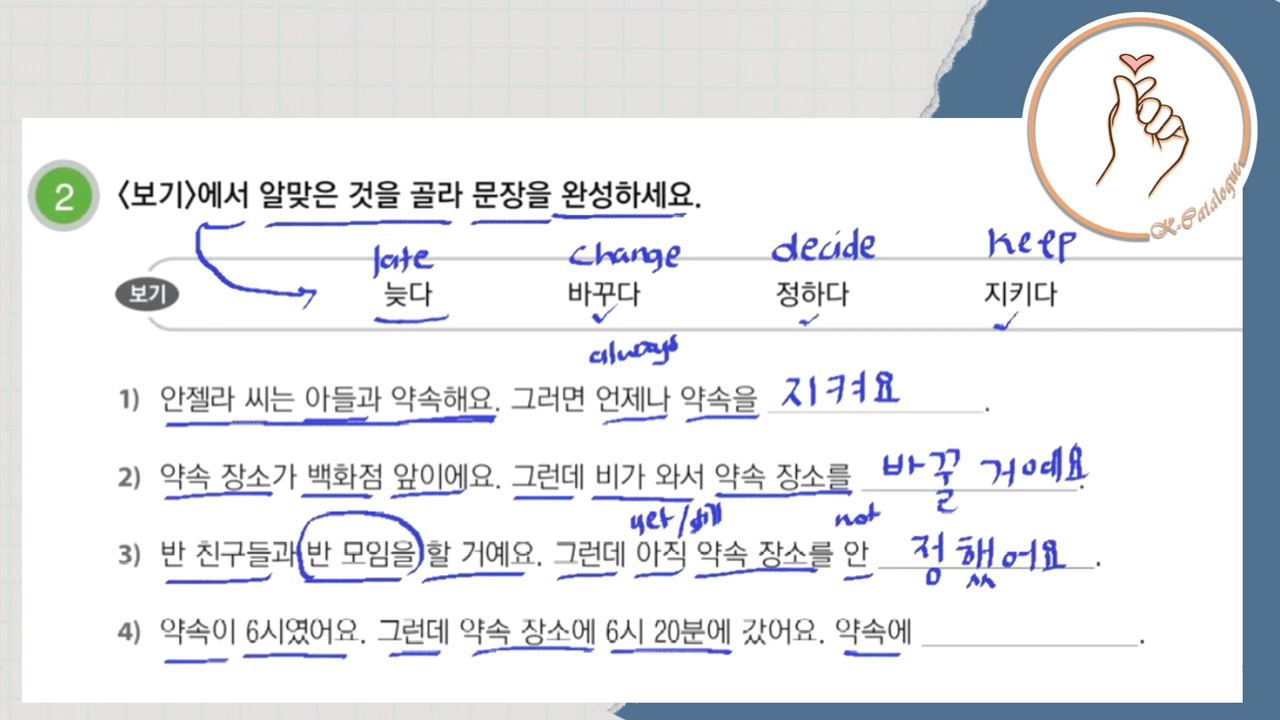 K-Catalogue
2 〈보기〉에서 알맞은 것을 골라 문장을 완성하세요.
late change decide keep
보기 늦다 바꾸다 정하다 지키다
always
1) 안젤라 씨는 아들과 약속해요. 그러면 언제나 약속을 지켜요.
2) 약속 장소가 백화점 앞이에요. 그런데 비가 와서 약속 장소를 바꿀 거예요.
yet/still not
3) 반 친구들과 반 모임을 할 거예요. 그런데 아직 약속 장소를 안 정했어요.
4) 약속이 6시였어요. 그런데 약속 장소에 6시 20분에 갔어요. 약속에 .